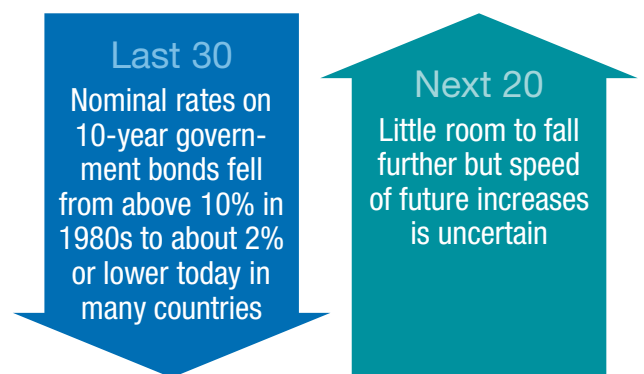 Last 30
Nominal rates on
10-year govern-
ment bonds fell
from above 10% in
1980s to about 2%
or lower today in
many countries
Next 20
Little room to fall
further but speed
of future increases
is uncertain